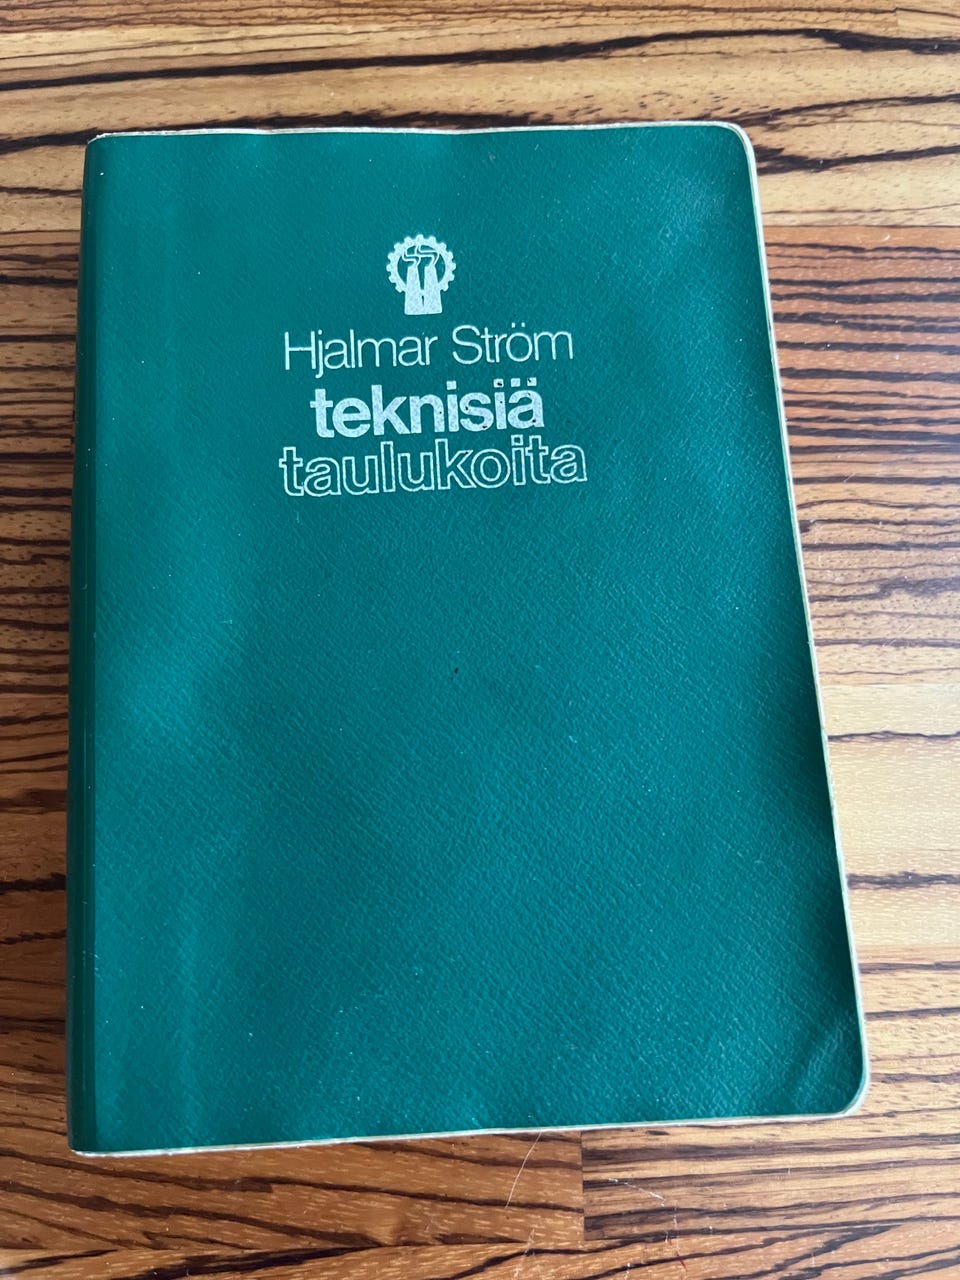 Hjalmar Ström
teknisiä
taulukoita